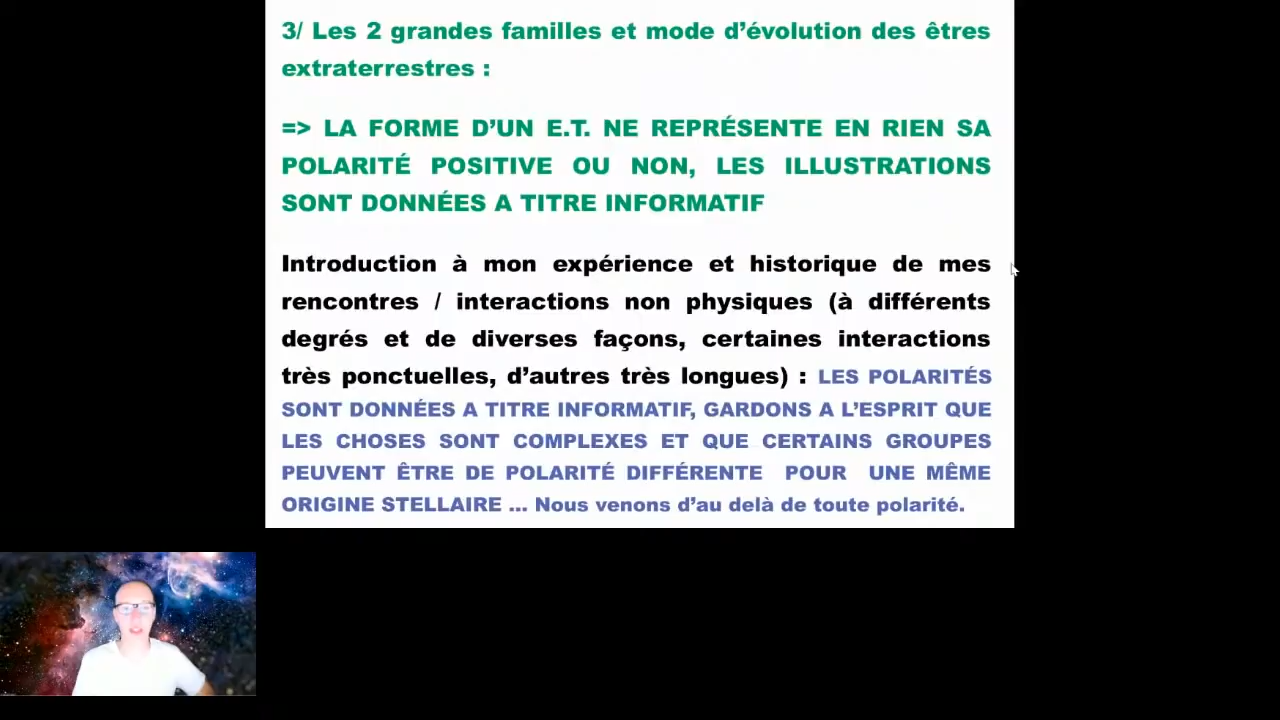 3/ Les 2 grandes familles et mode d'évolution des êtres
extraterrestres :
=> LA FORME D'UN E.T. NE REPRÉSENTE EN RIEN SA
POLARITÉ POSITIVE OU NON, LES ILLUSTRATIONS
SONT DONNÉES A TITRE INFORMATIF
Introduction à mon expérience et historique de mes
rencontres / interactions non physiques (à différents
degrés et de diverses façons, certaines interactions
très ponctuelles, d'autres très longues) : LES POLARITÉS
SONT DONNÉES A TITRE INFORMATIF, GARDONS A L'ESPRIT QUE
LES CHOSES SONT COMPLEXES ET QUE CERTAINS GROUPES
PEUVENT ÊTRE DE POLARITÉ DIFFÉRENTE POUR UNE MÊME
ORIGINE STELLAIRE ... Nous venons d'au delà de toute polarité.